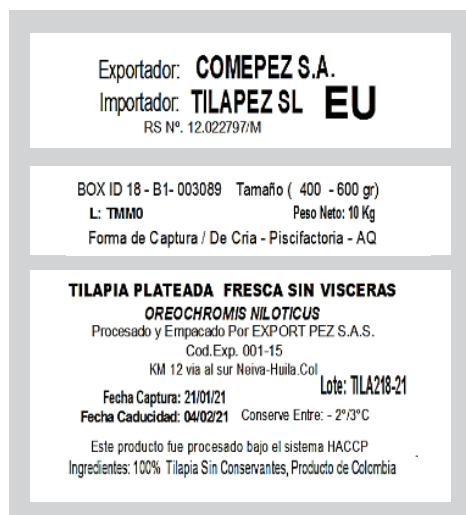 Exportador: COMEPEZ S.A.
Importador: TILAPEZ SL EU
RS Nº. 12.022797/M
BOX ID 18 - B1- 003089 Tamaño ( 400 - 600 gr)
L: TMM0 Peso Neto: 10 Kg
Forma de Captura / De Cria - Piscifactoria - AQ
TILAPIA PLATEADA FRESCA SIN VISCERAS
OREOCHROMIS NILOTICUS
Procesado y Empacado Por EXPORT PEZ S.A.S.
Cod.Exp. 001-15
KM 12 via al sur Neiva-Huila.Col
Lote: TILA218-21
Fecha Captura: 21/01/21
Fecha Caducidad: 04/02/21 Conserve Entre: - 2°/3°C
Este producto fue procesado bajo el sistema HACCP
Ingredientes: 100% Tilapia Sin Conservantes, Producto de Colombia